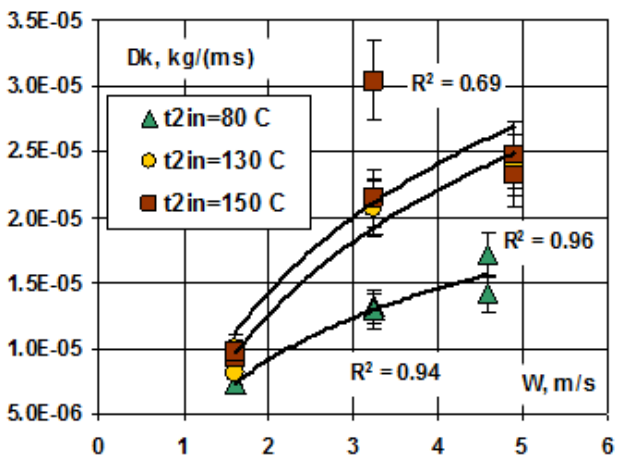 3.5E-05
Dk, kg/(ms)
3.0E-05
R² = 0.69
t2in=80 C
t2in=130 C
t2in=150 C
2.5E-05
2.0E-05
R² = 0.96
1.5E-05
1.0E-05
R² = 0.94
W, m/s
5.0E-06
0 1 2 3 4 5 6